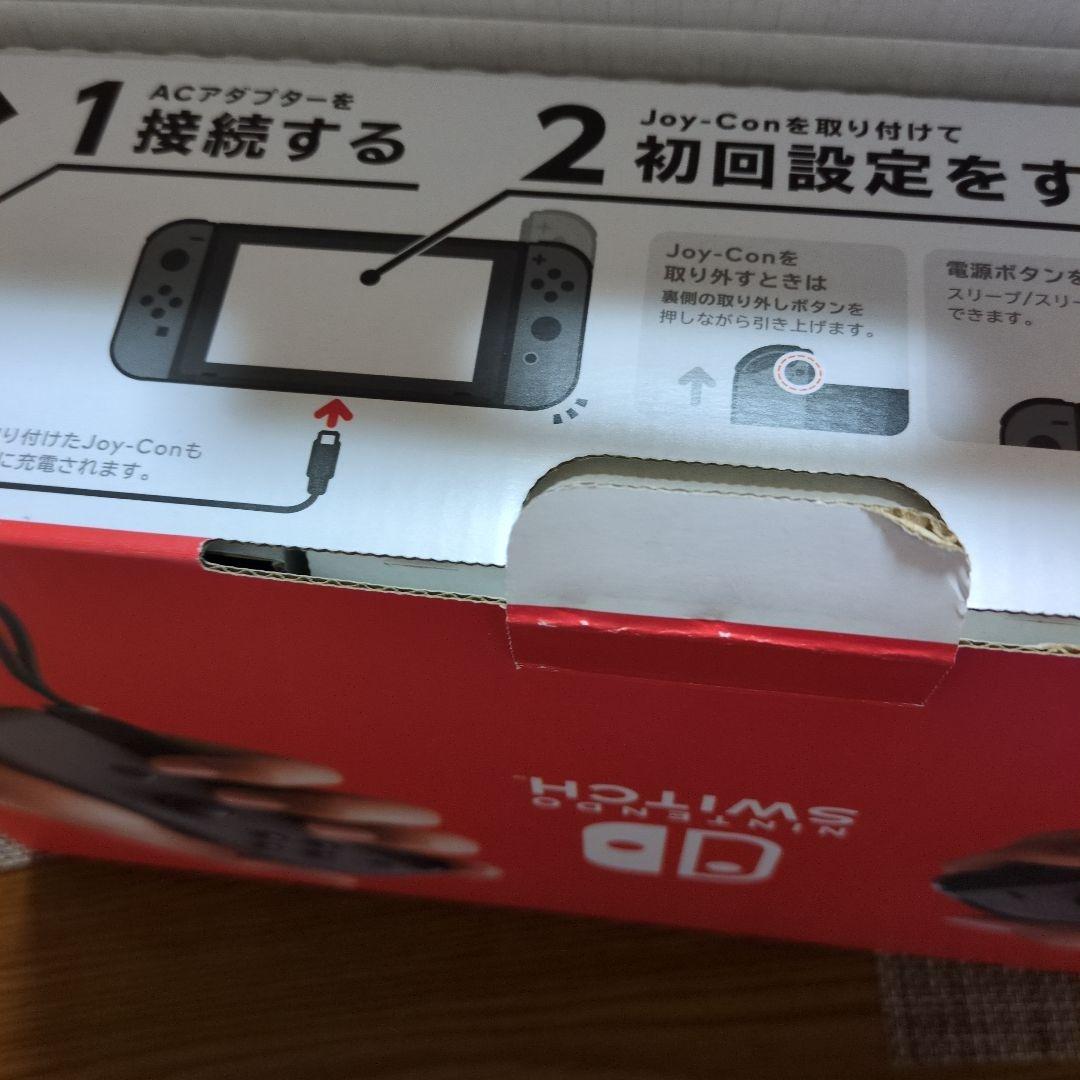 1
ACアダプターを
接続する
2
Joy-Conを取り付けて
初回設定をす
Joy-Conを
取り外すときは
裏側の取り外しボタンを
押しながら引き上げます。
電源ボタンを
スリープ/スリー
できます。
り付けたJoy-Conも
に充電されます。
NINTENDO
SWITCH™